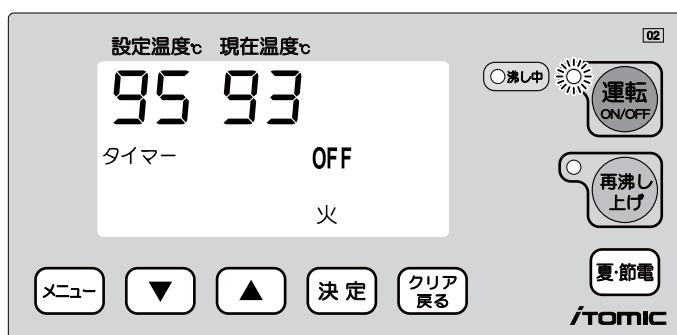 02
設定温度℃ 現在温度℃
95 93
タイマー OFF
火
沸し中
運転
ON/OFF
再沸し
上げ
メニュー ▼ ▲ 決定 クリア
戻る
夏・節電
iTOMIC